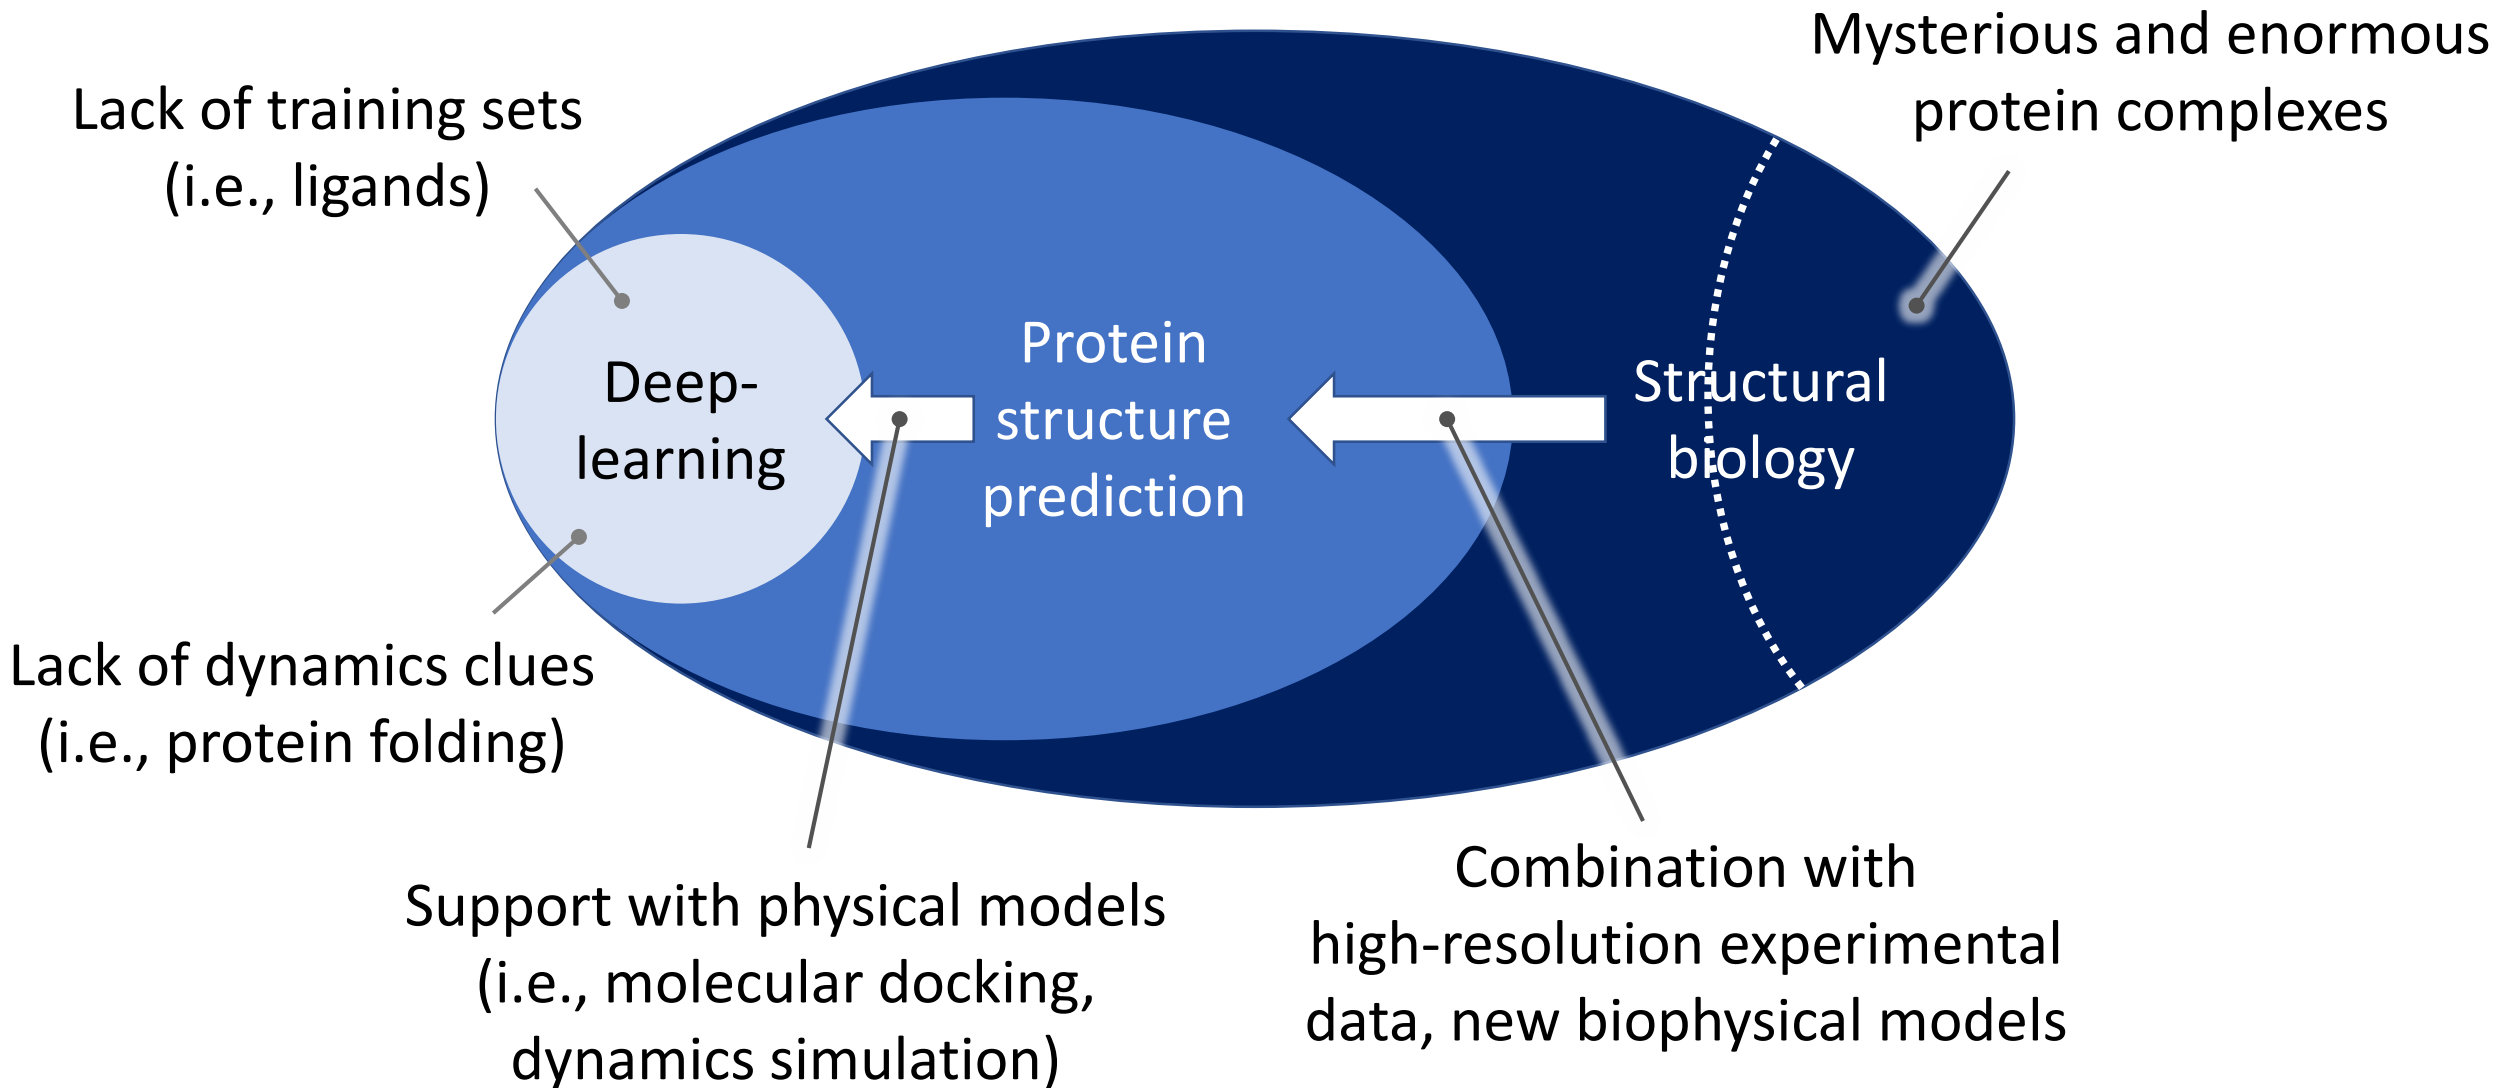 Mysterious and enormous
protein complexes
Lack of training sets
(i.e., ligands)
Deep-
learning
Protein
structure
prediction
Structural
biology
Lack of dynamics clues
(i.e., protein folding)
Support with physical models
(i.e., molecular docking,
dynamics simulation)
Combination with
high-resolution experimental
data, new biophysical models